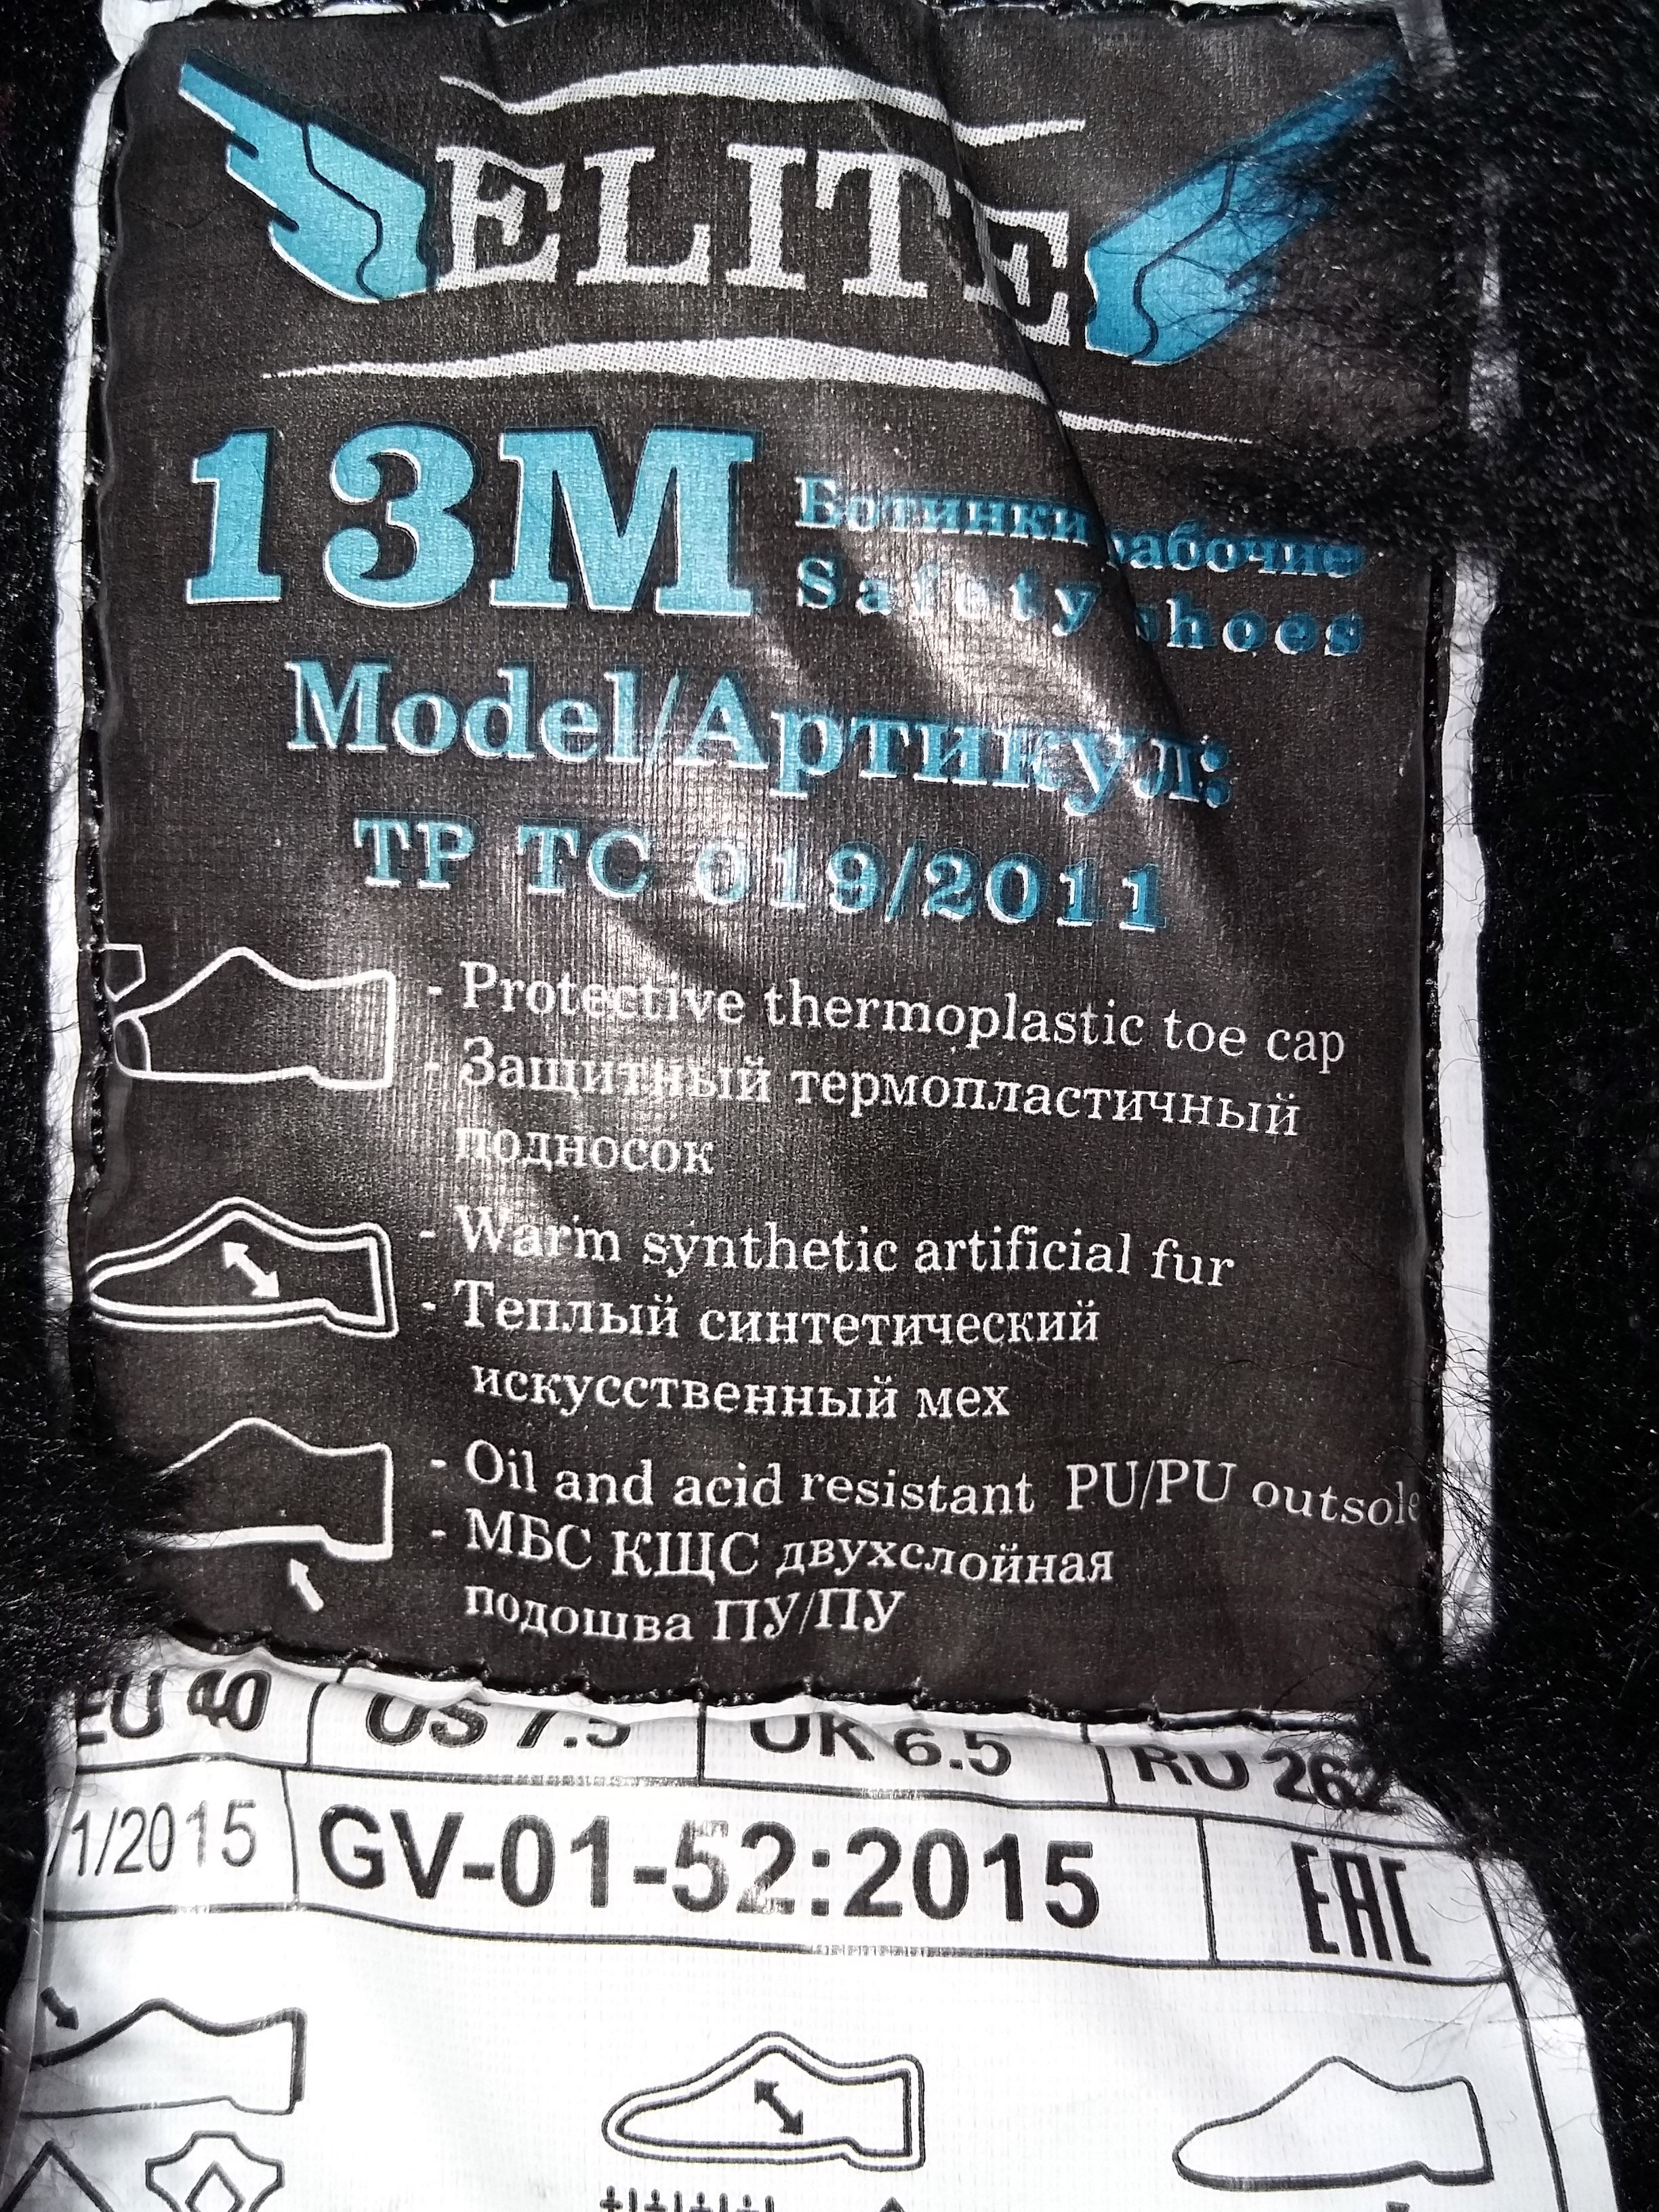 ELITE
13М Ботинки рабочие
Safety shoes
Model/Артикул:
ТР ТС 019/2011
- Protective thermoplastic toe cap
- Защитный термопластичный
подносок
- Warm synthetic artificial fur
- Теплый синтетический
искусственный мех
- Oil and acid resistant PU/PU outsole
- МБС КЩС двухслойная
подошва ПУ/ПУ
EU 40 US 7.5 UK 6.5 RU 262
1/2015 GV-01-52:2015 EAC